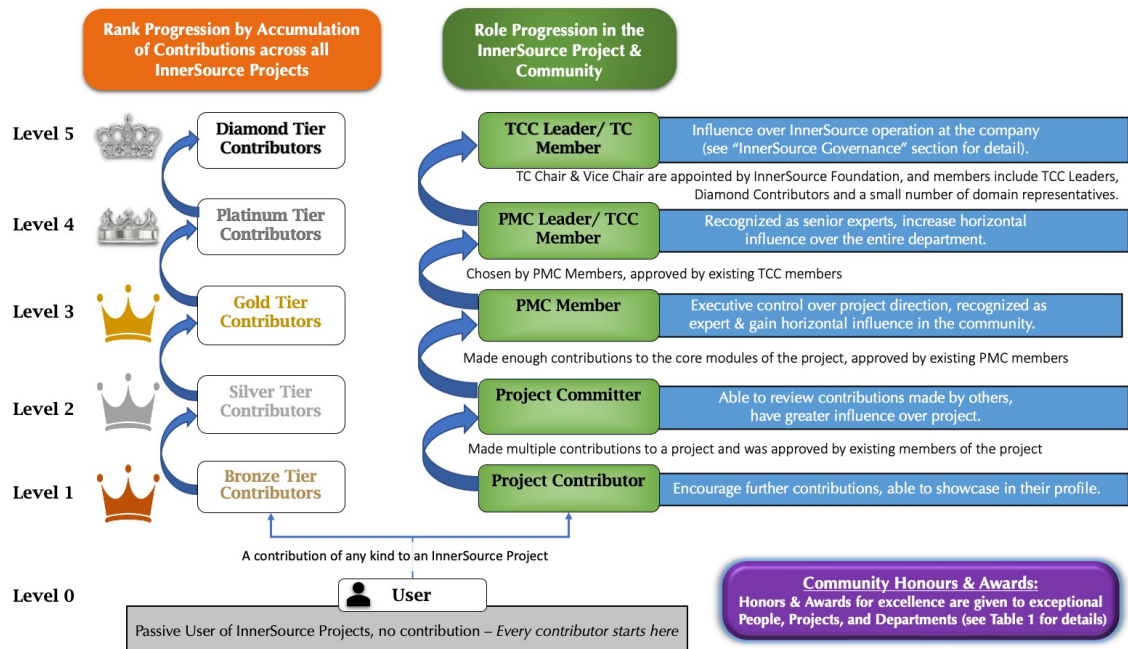 Rank Progression by Accumulation
of Contributions across all
InnerSource Projects
Role Progression in the
InnerSource Project &
Community
Level 5
Diamond Tier
Contributors
TCC Leader/ TC
Member
Influence over InnerSource operation at the company
(see “InnerSource Governance” section for detail).
TC Chair & Vice Chair are appointed by InnerSource Foundation, and members include TCC Leaders,
Diamond Contributors and a small number of domain representatives.
Level 4
Platinum Tier
Contributors
PMC Leader/ TCC
Member
Recognized as senior experts, increase horizontal
influence over the entire department.
Chosen by PMC Members, approved by existing TCC members
Level 3
Gold Tier
Contributors
PMC Member
Executive control over project direction, recognized as
expert & gain horizontal influence in the community.
Made enough contributions to the core modules of the project, approved by existing PMC members
Level 2
Silver Tier
Contributors
Project Committer
Able to review contributions made by others,
have greater influence over project.
Made multiple contributions to a project and was approved by existing members of the project
Level 1
Bronze Tier
Contributors
Project Contributor
Encourage further contributions, able to showcase in their profile.
A contribution of any kind to an InnerSource Project
Level 0
User
Passive User of InnerSource Projects, no contribution – Every contributor starts here
Community Honours & Awards:
Honors & Awards for excellence are given to exceptional
People, Projects, and Departments (see Table 1 for details)